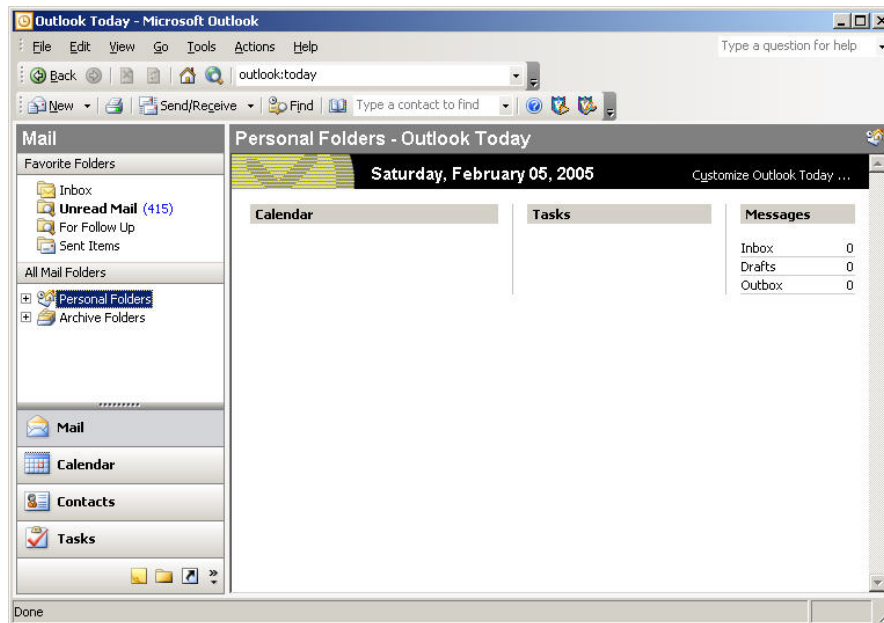 Outlook Today - Microsoft Outlook
File Edit View Go Tools Actions Help Type a question for help
Back outlook:today
New Send/Receive Find Type a contact to find
Mail
Favorite Folders
Inbox
Unread Mail (415)
For Follow Up
Sent Items
All Mail Folders
Personal Folders
Archive Folders
Mail
Calendar
Contacts
Tasks
Personal Folders - Outlook Today
Saturday, February 05, 2005 Customize Outlook Today ...
Calendar Tasks Messages
Inbox 0
Drafts 0
Outbox 0
Done